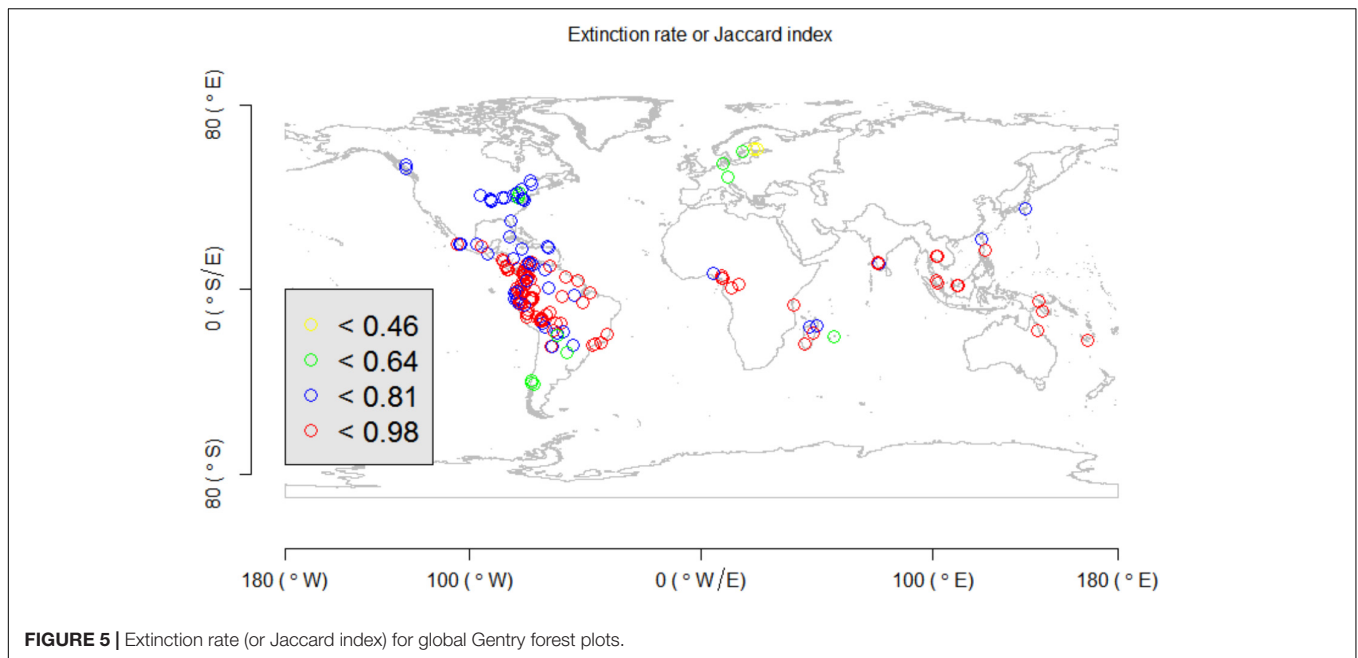 Extinction rate or Jaccard index
80 ( ° E)
0 ( ° S/E)
80 ( ° S)
< 0.46
< 0.64
< 0.81
< 0.98
180 ( ° W)
100 ( ° W)
0 ( ° W/E)
100 ( ° E)
180 ( ° E)
FIGURE 5 | Extinction rate (or Jaccard index) for global Gentry forest plots.